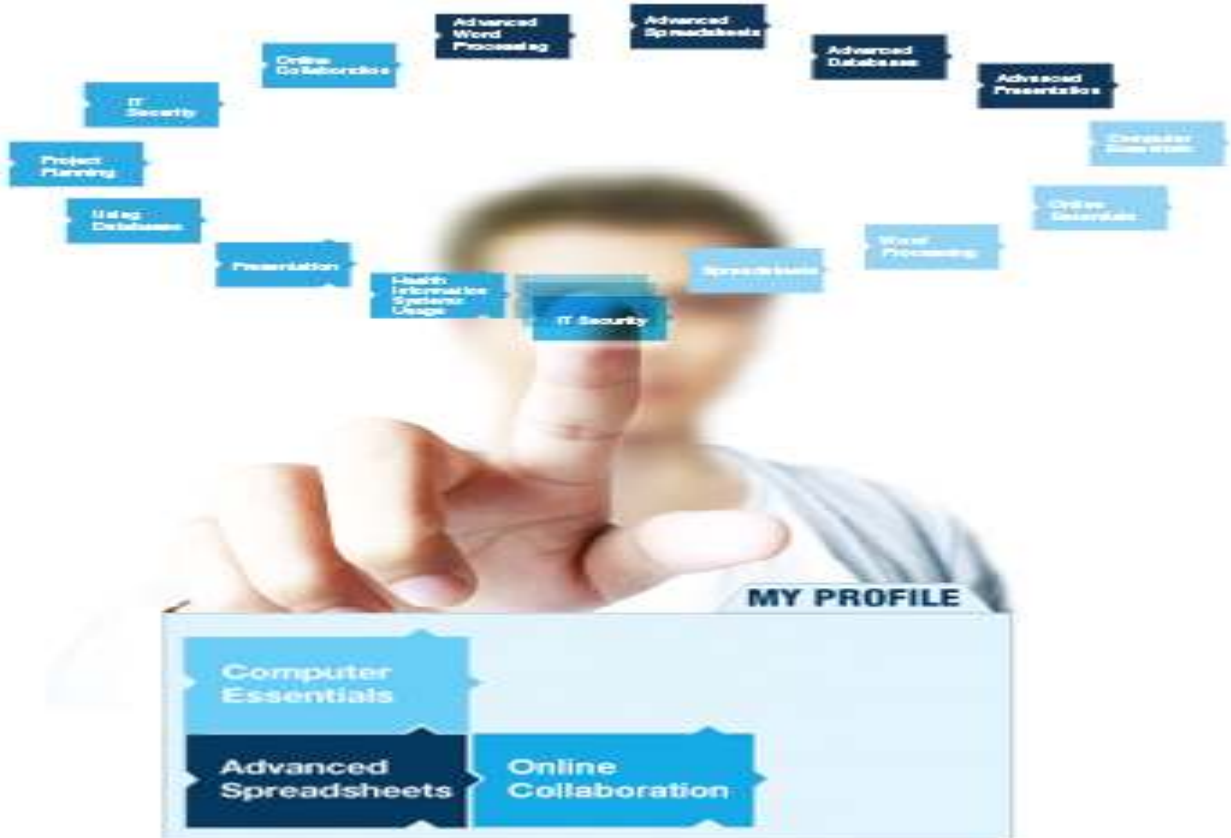 Advanced
Word
Processing
Advanced
Spreadsheets
Advanced
Databases
Advanced
Presentation
Online
Collaboration
IT
Security
Project
Planning
Using
Databases
Presentation
Health
Information
Systems
Usage
IT Security
Spreadsheets
Word
Processing
Online
Essentials
Computer
Essentials
MY PROFILE
Computer
Essentials
Advanced
Spreadsheets
Online
Collaboration